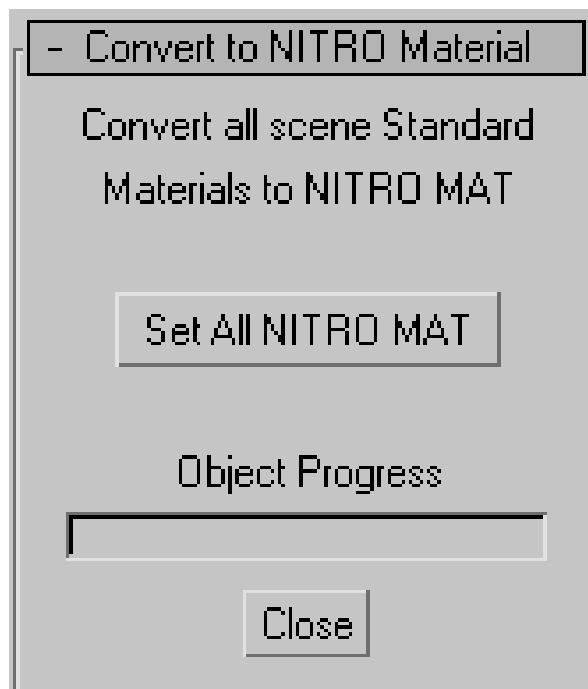 - Convert to NITRO Material
Convert all scene Standard
Materials to NITRO MAT
Set All NITRO MAT
Object Progress
Close